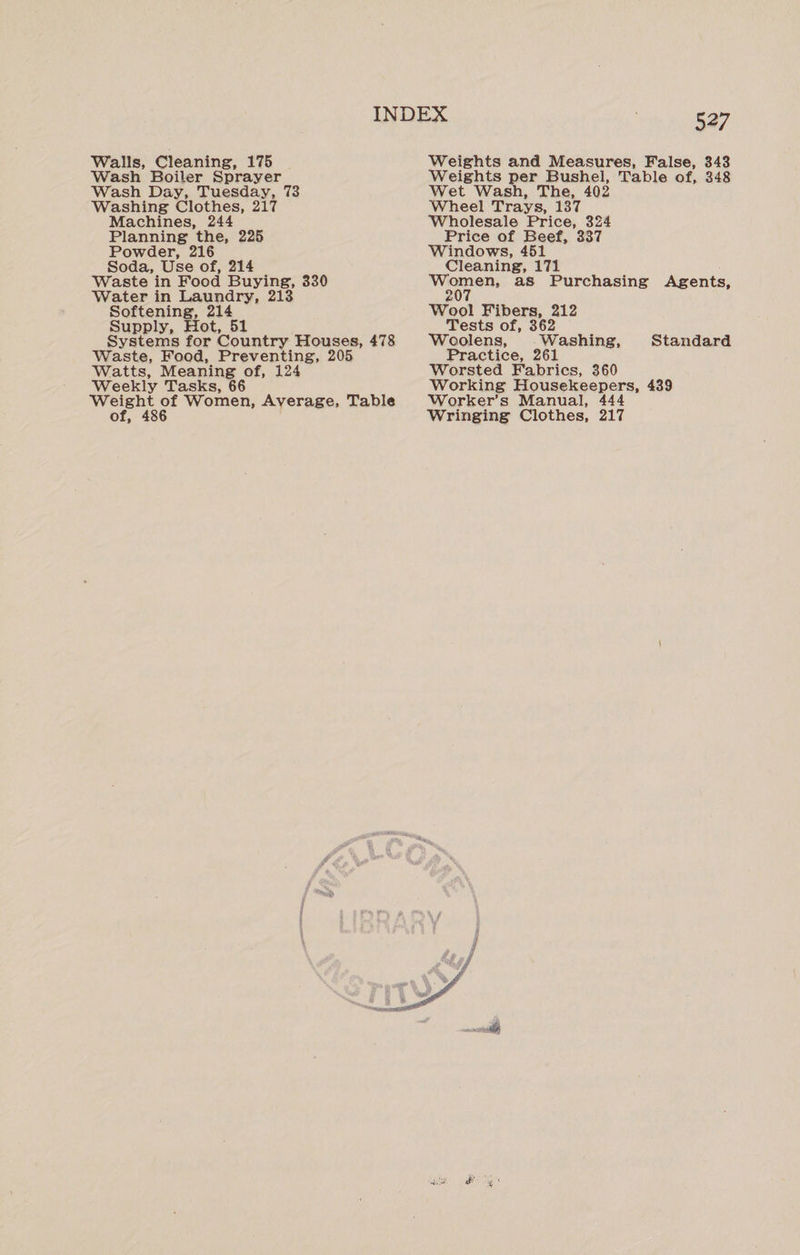 INDEX 527
Walls, Cleaning, 175
Wash Boiler Sprayer
Wash Day, Tuesday, 73
Washing Clothes, 217
Machines, 244
Planning the, 225
Powder, 216
Soda, Use of, 214
Waste in Food Buying, 330
Water in Laundry, 213
Softening, 214
Supply, Hot, 51
Systems for Country Houses, 478
Waste, Food, Preventing, 205
Watts, Meaning of, 124
Weekly Tasks, 66
Weight of Women, Average, Table
of, 486
Weights and Measures, False, 343
Weights per Bushel, Table of, 348
Wet Wash, The, 402
Wheel Trays, 137
Wholesale Price, 324
Price of Beef, 337
Windows, 451
Cleaning, 171
Women, as Purchasing Agents,
207
Wool Fibers, 212
Tests of, 362
Woolens, Washing, Standard
Practice, 261
Worsted Fabrics, 360
Working Housekeepers, 439
Worker's Manual, 444
Wringing Clothes, 217
LIBRARY